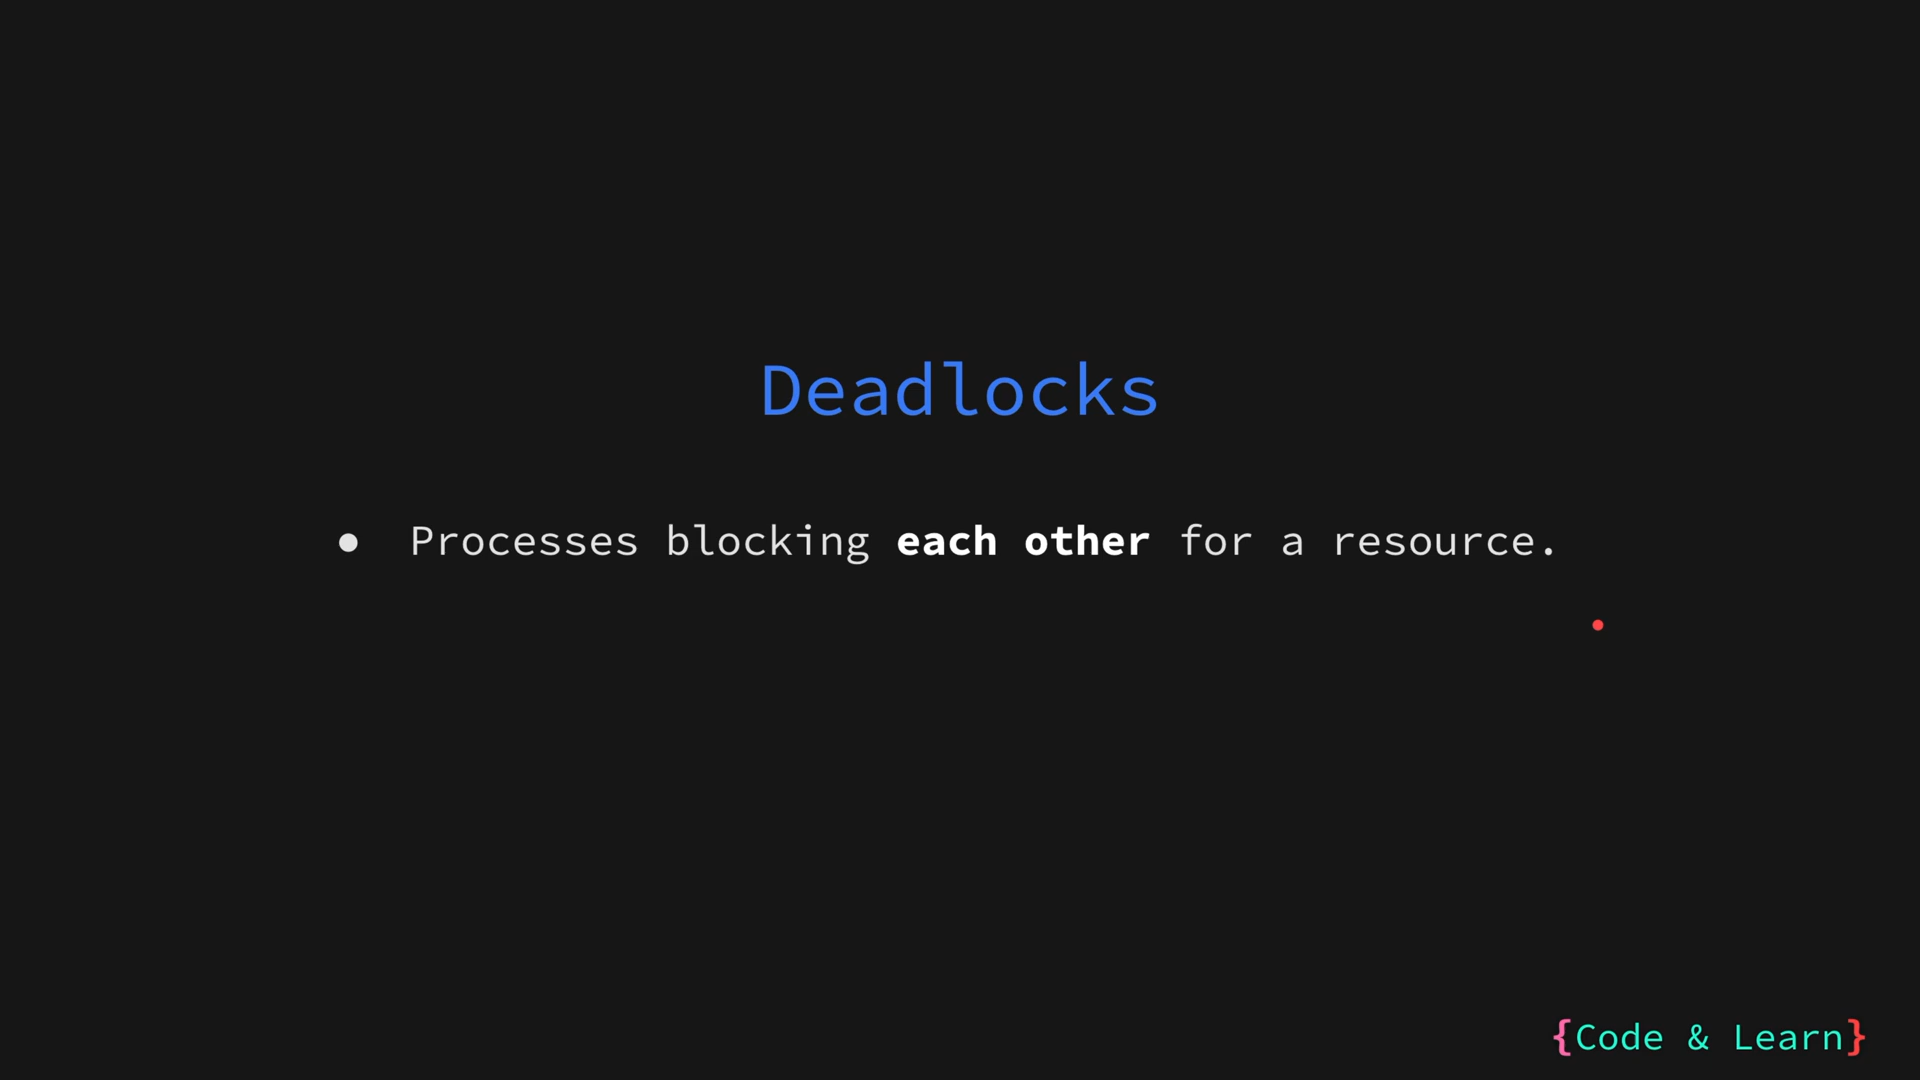 Deadlocks
● Processes blocking each other for a resource.
{Code & Learn}